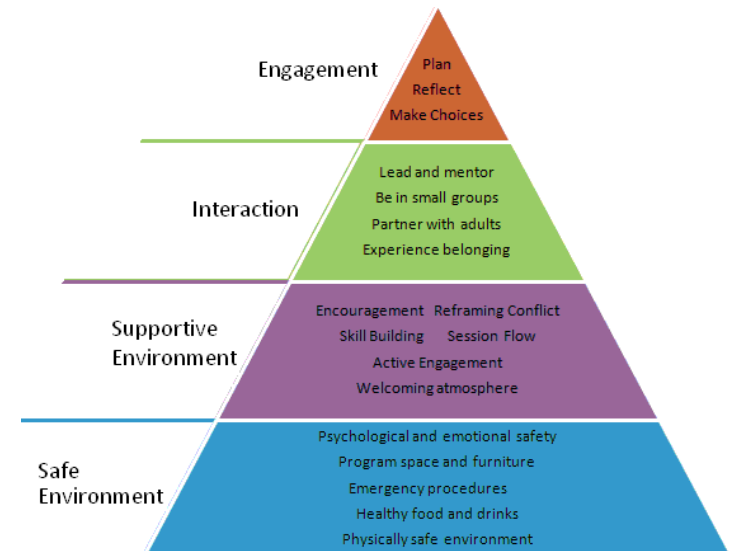 Engagement
Plan
Reflect
Make Choices
Interaction
Lead and mentor
Be in small groups
Partner with adults
Experience belonging
Supportive
Environment
Encouragement Reframing Conflict
Skill Building Session Flow
Active Engagement
Welcoming atmosphere
Safe
Environment
Psychological and emotional safety
Program space and furniture
Emergency procedures
Healthy food and drinks
Physically safe environment